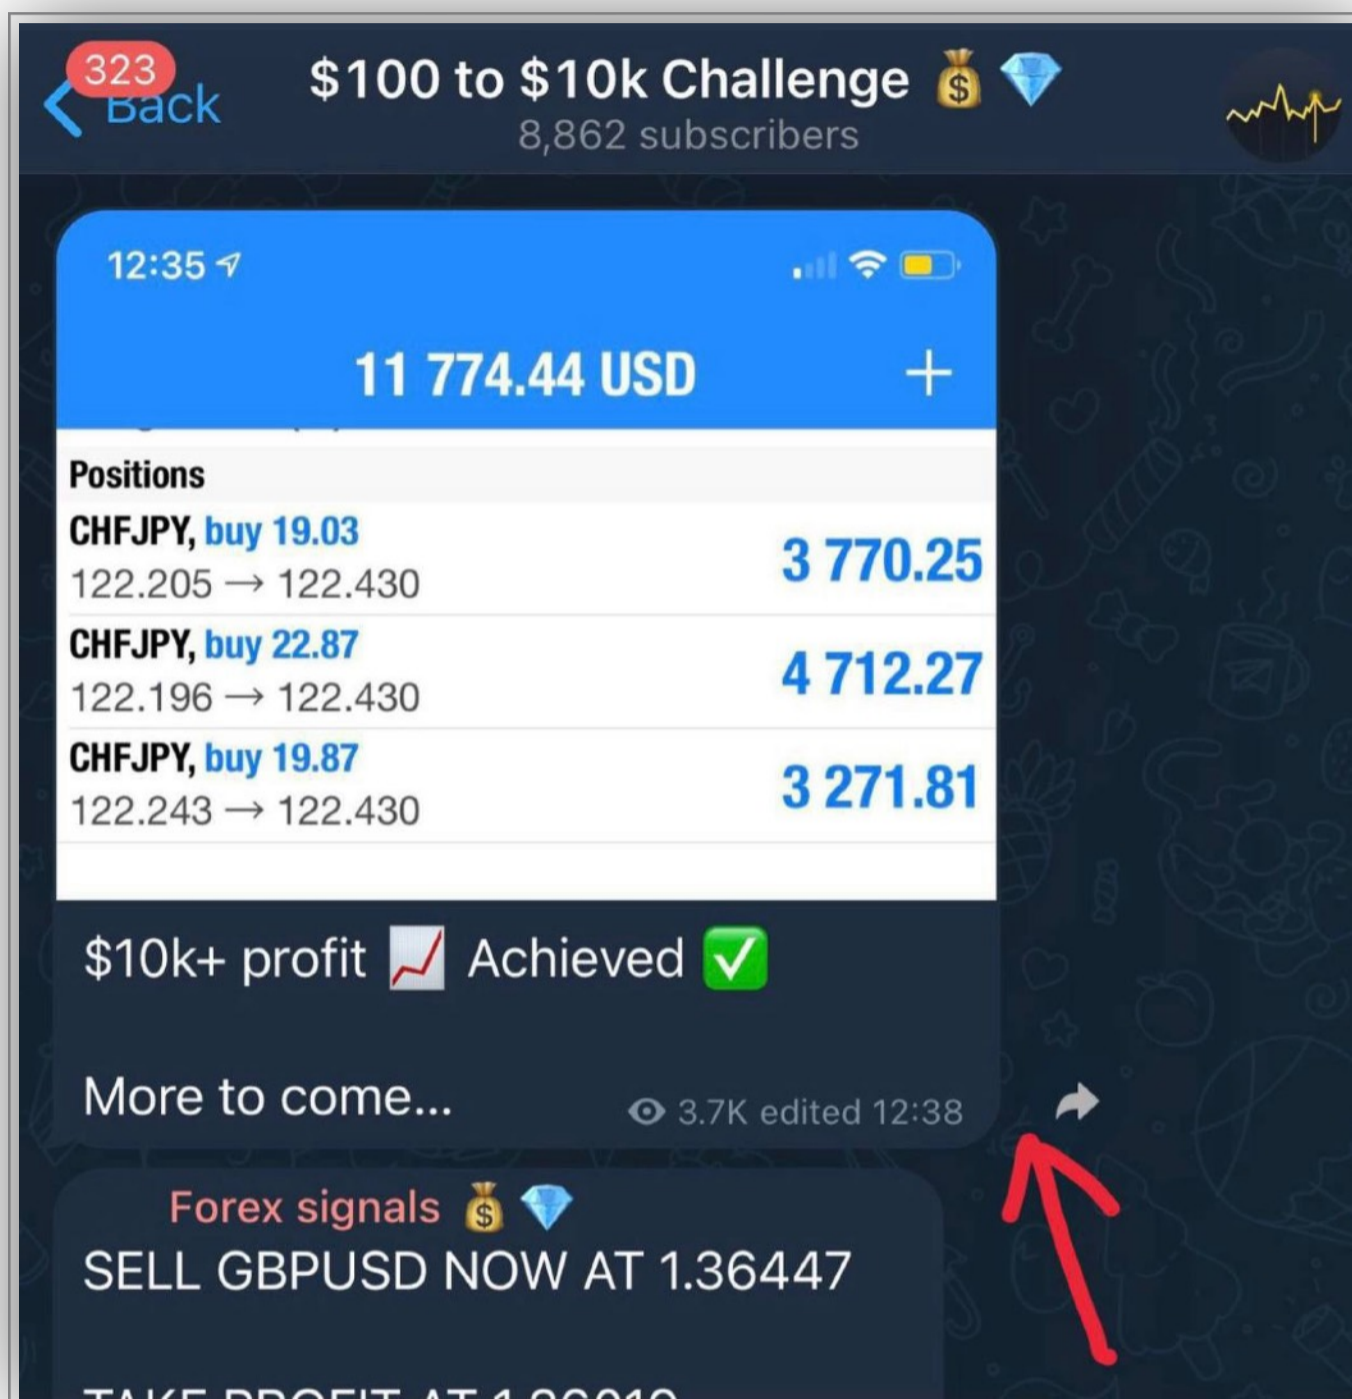 323
Back
$100 to $10k Challenge 💰 💎
8,862 subscribers
12:35
11 774.44 USD
Positions
CHFJPY, buy 19.03
3 770.25
122.205 → 122.430
CHFJPY, buy 22.87
4 712.27
122.196 → 122.430
CHFJPY, buy 19.87
3 271.81
122.243 → 122.430
$10k+ profit 📈 Achieved ✅
More to come...
3.7K edited 12:38
Forex signals 💰 💎
SELL GBPUSD NOW AT 1.36447
TAKE PROFIT AT